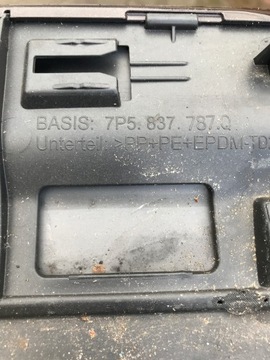 BASIS: 7P5. 837. 787.Q
Unterteil: >PP+PE+EPDM-TD